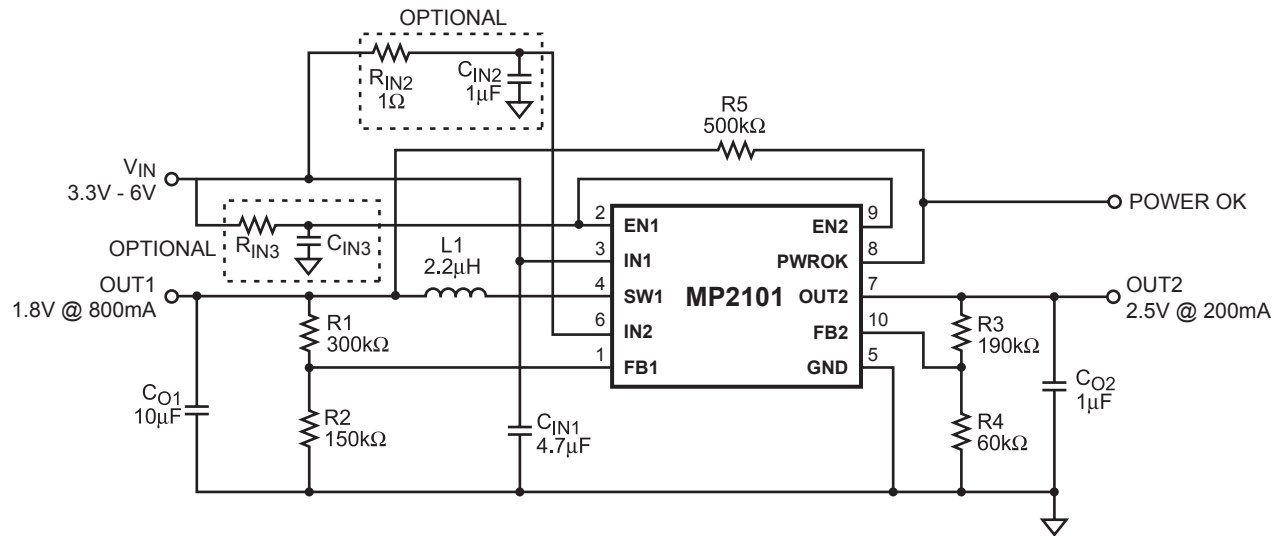 OPTIONAL
RIN2
1Ω
CIN2
1µF
R5
500kΩ
VIN
3.3V - 6V
OPTIONAL
RIN3
CIN3
POWER OK
L1
2.2µH
OUT1
1.8V @ 800mA
2
EN1
3
IN1
4
SW1
6
IN2
1
FB1
MP2101
9
EN2
8
PWROK
7
OUT2
10
FB2
5
GND
OUT2
2.5V @ 200mA
R1
300kΩ
R2
150kΩ
CO1
10µF
CIN1
4.7µF
R3
190kΩ
R4
60kΩ
CO2
1µF